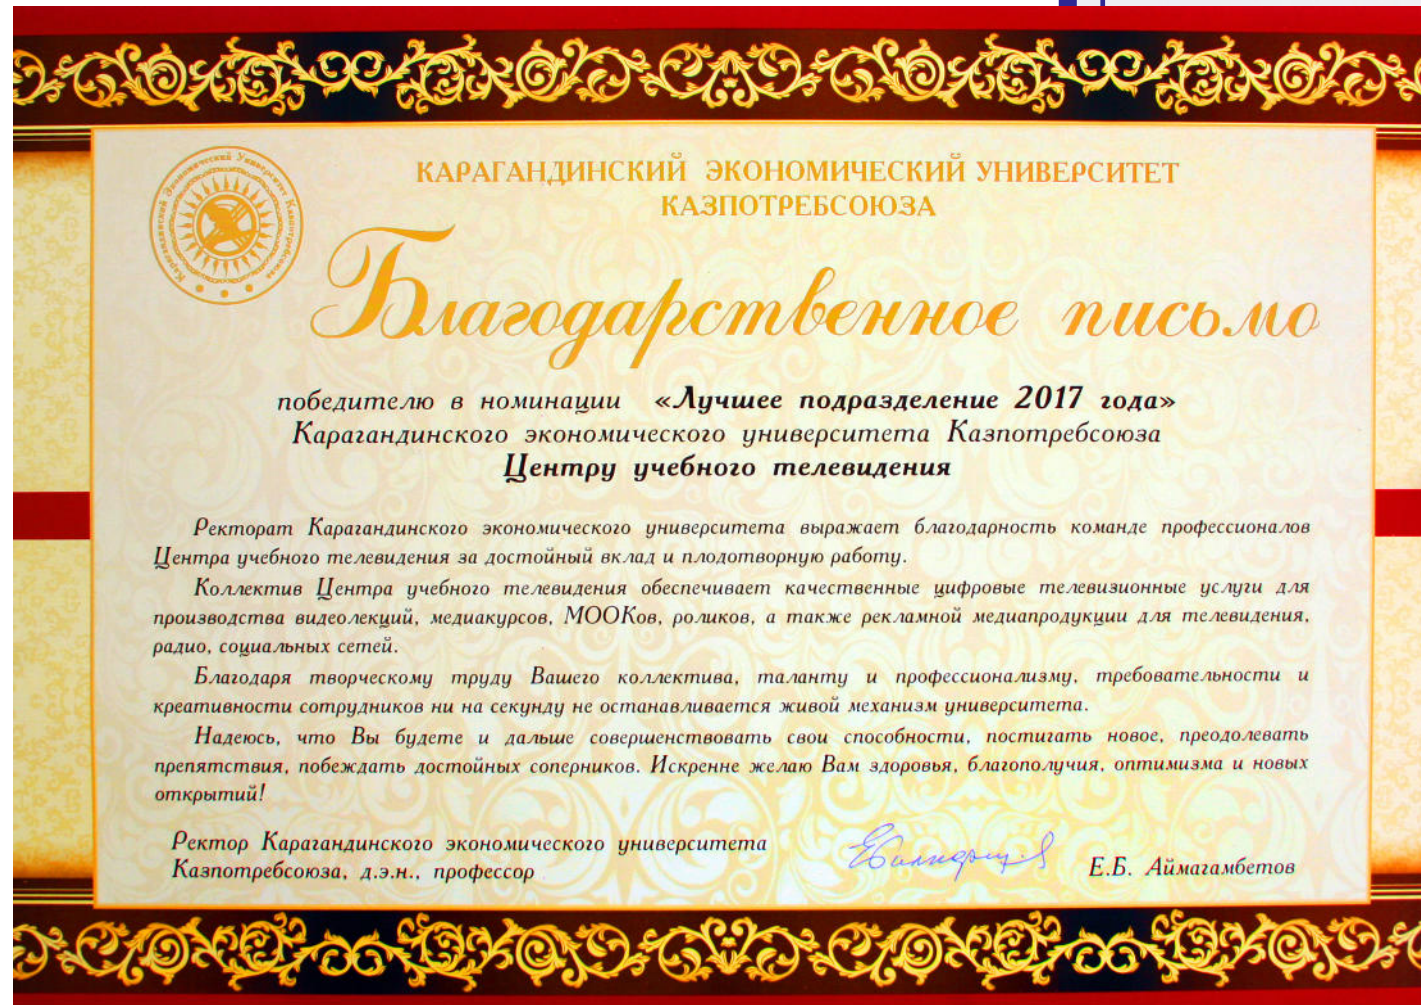 КАРАГАНДИНСКИЙ ЭКОНОМИЧЕСКИЙ УНИВЕРСИТЕТ
КАЗПОТРЕБСОЮЗА
Карагандинский Экономический Университет Казпотребсоюза
Благодарственное письмо
победителю в номинации «Лучшее подразделение 2017 года»
Карагандинского экономического университета Казпотребсоюза
Центру учебного телевидения
Ректорат Карагандинского экономического университета выражает благодарность команде профессионалов
Центра учебного телевидения за достойный вклад и плодотворную работу.
Коллектив Центра учебного телевидения обеспечивает качественные цифровые телевизионные услуги для
производства видеолекций, медиакурсов, МООКов, роликов, а также рекламной медиапродукции для телевидения,
радио, социальных сетей.
Благодаря творческому труду Вашего коллектива, таланту и профессионализму, требовательности и
креативности сотрудников ни на секунду не останавливается живой механизм университета.
Надеюсь, что Вы будете и дальше совершенствовать свои способности, постигать новое, преодолевать
препятствия, побеждать достойных соперников. Искренне желаю Вам здоровья, благополучия, оптимизма и новых
открытий!
Ректор Карагандинского экономического университета
Казпотребсоюза, д.э.н., профессор
Е.Б. Аймагамбетов